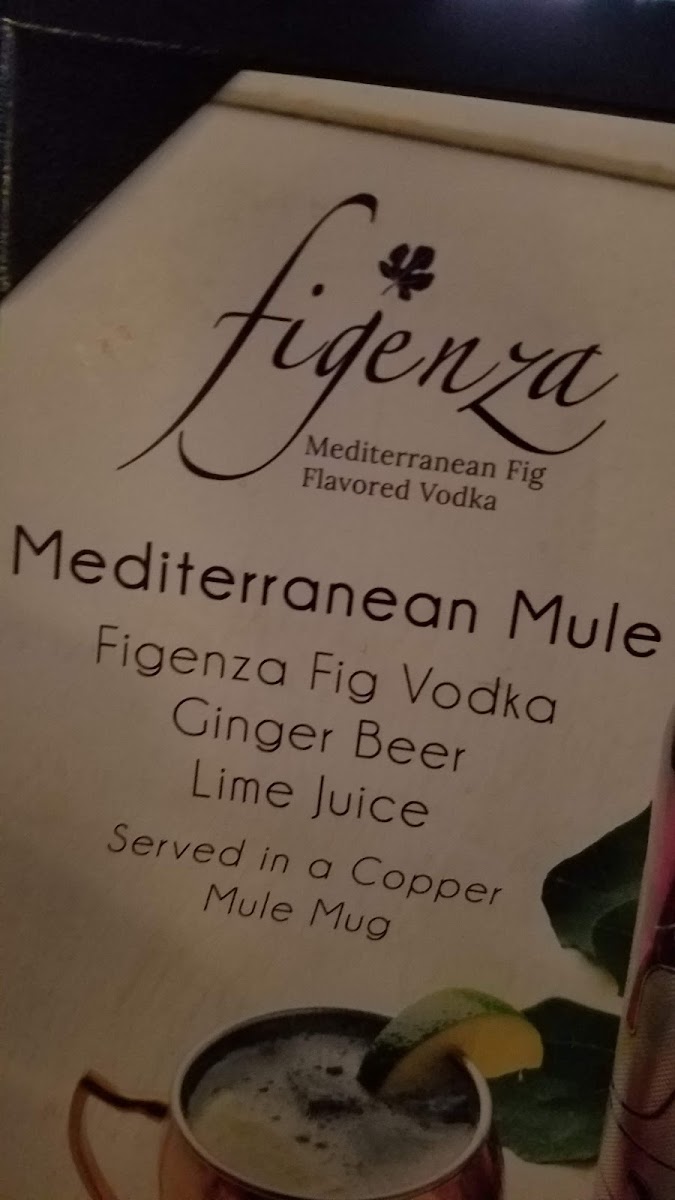 figenza
Mediterranean Fig
Flavored Vodka
Mediterranean Mule
Figenza Fig Vodka
Ginger Beer
Lime Juice
Served in a Copper
Mule Mug